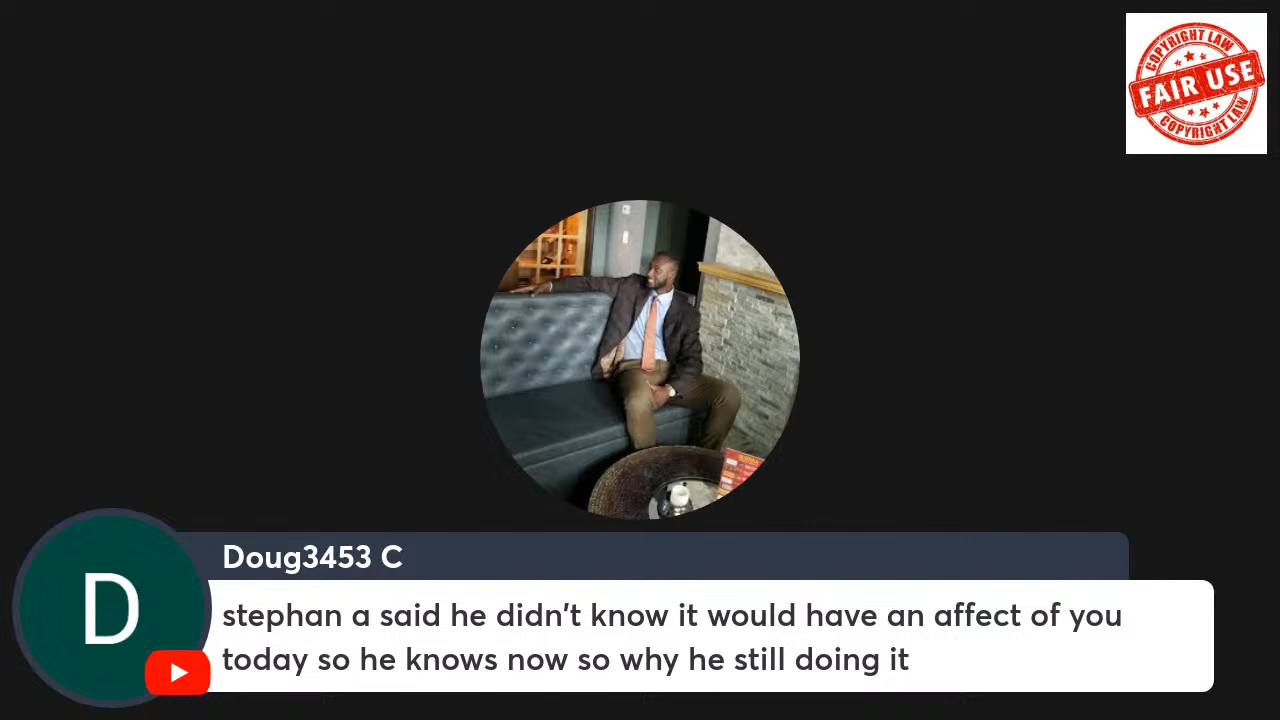 COPYRIGHT LAW
FAIR USE
COPYRIGHT LAW
Doug3453 C
D
stephan a said he didn't know it would have an affect of you
today so he knows now so why he still doing it